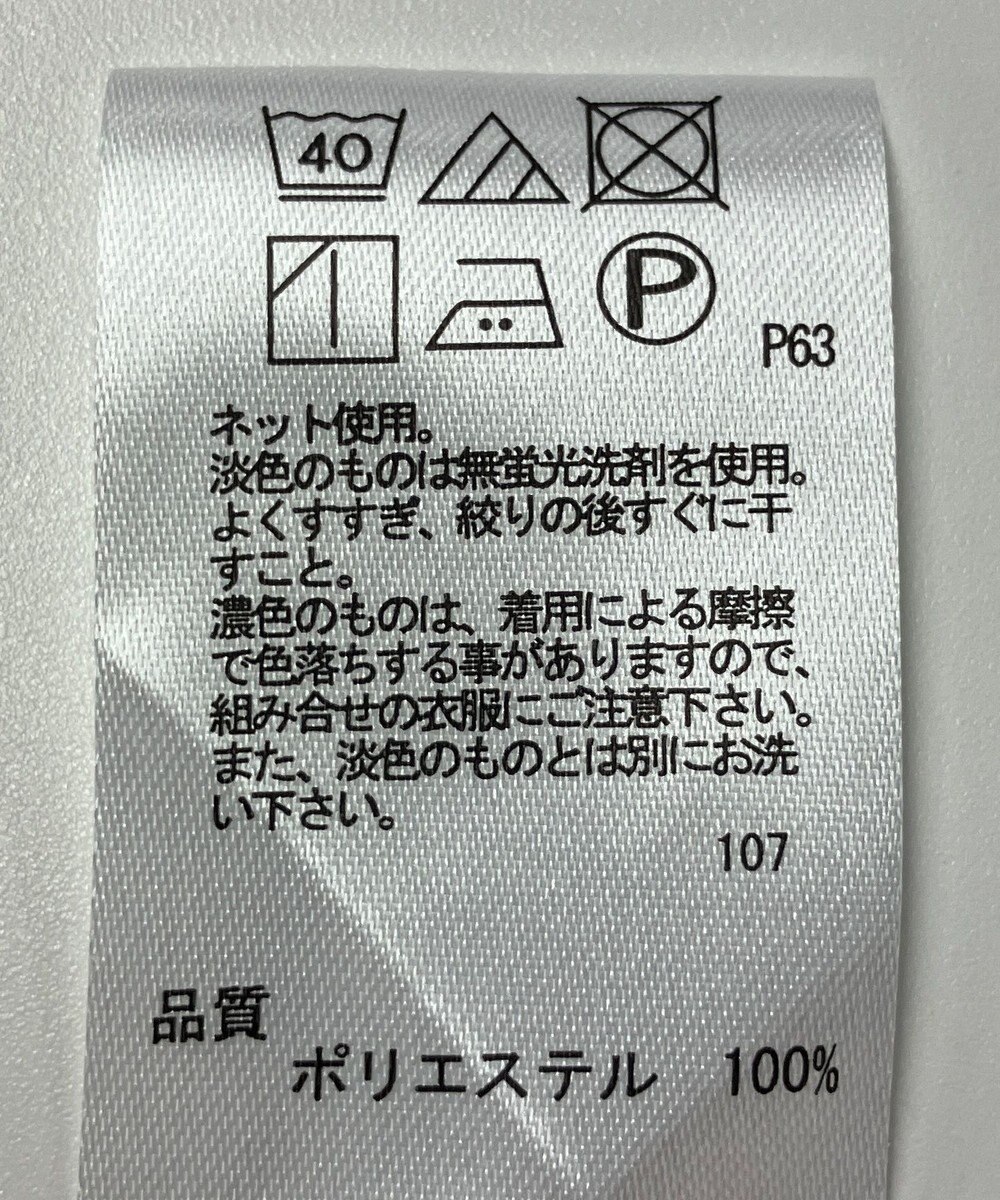 40
P
P63
ネット使用。
淡色のものは無蛍光洗剤を使用。
よくすすぎ、絞りの後すぐに干
すこと。
濃色のものは、着用による摩擦
で色落ちする事がありますので、
組み合せの衣服にご注意下さい。
また、淡色のものとは別にお洗
い下さい。
107
品質
ポリエステル 100%